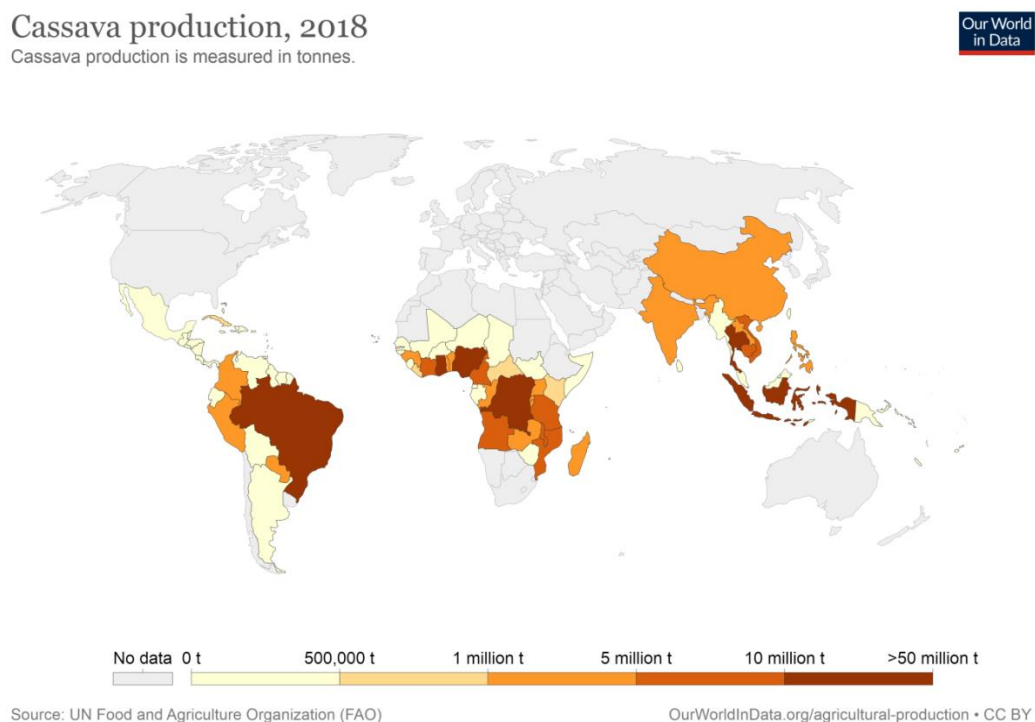 Cassava production, 2018
Cassava production is measured in tonnes.
Our World
in Data
No data 0 t 500,000 t 1 million t 5 million t 10 million t >50 million t
Source: UN Food and Agriculture Organization (FAO) OurWorldInData.org/agricultural-production • CC BY